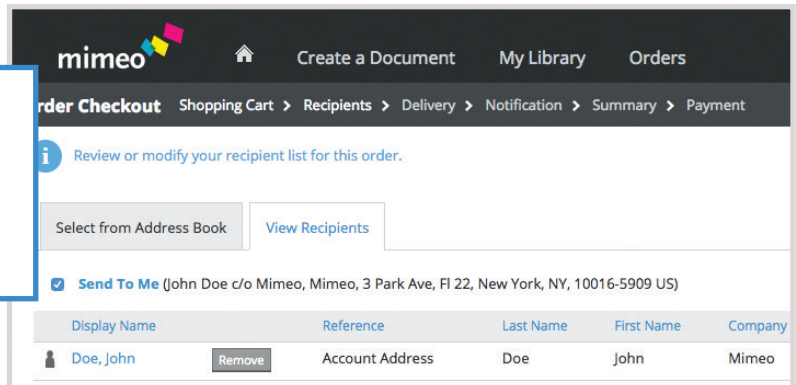 mimeo Create a Document My Library Orders
rder Checkout Shopping Cart > Recipients > Delivery > Notification > Summary > Payment
i Review or modify your recipient list for this order.
Select from Address Book View Recipients
Send To Me (John Doe c/o Mimeo, Mimeo, 3 Park Ave, Fl 22, New York, NY, 10016-5909 US)
Display Name Reference Last Name First Name Company
Doe, John Remove Account Address Doe John Mimeo